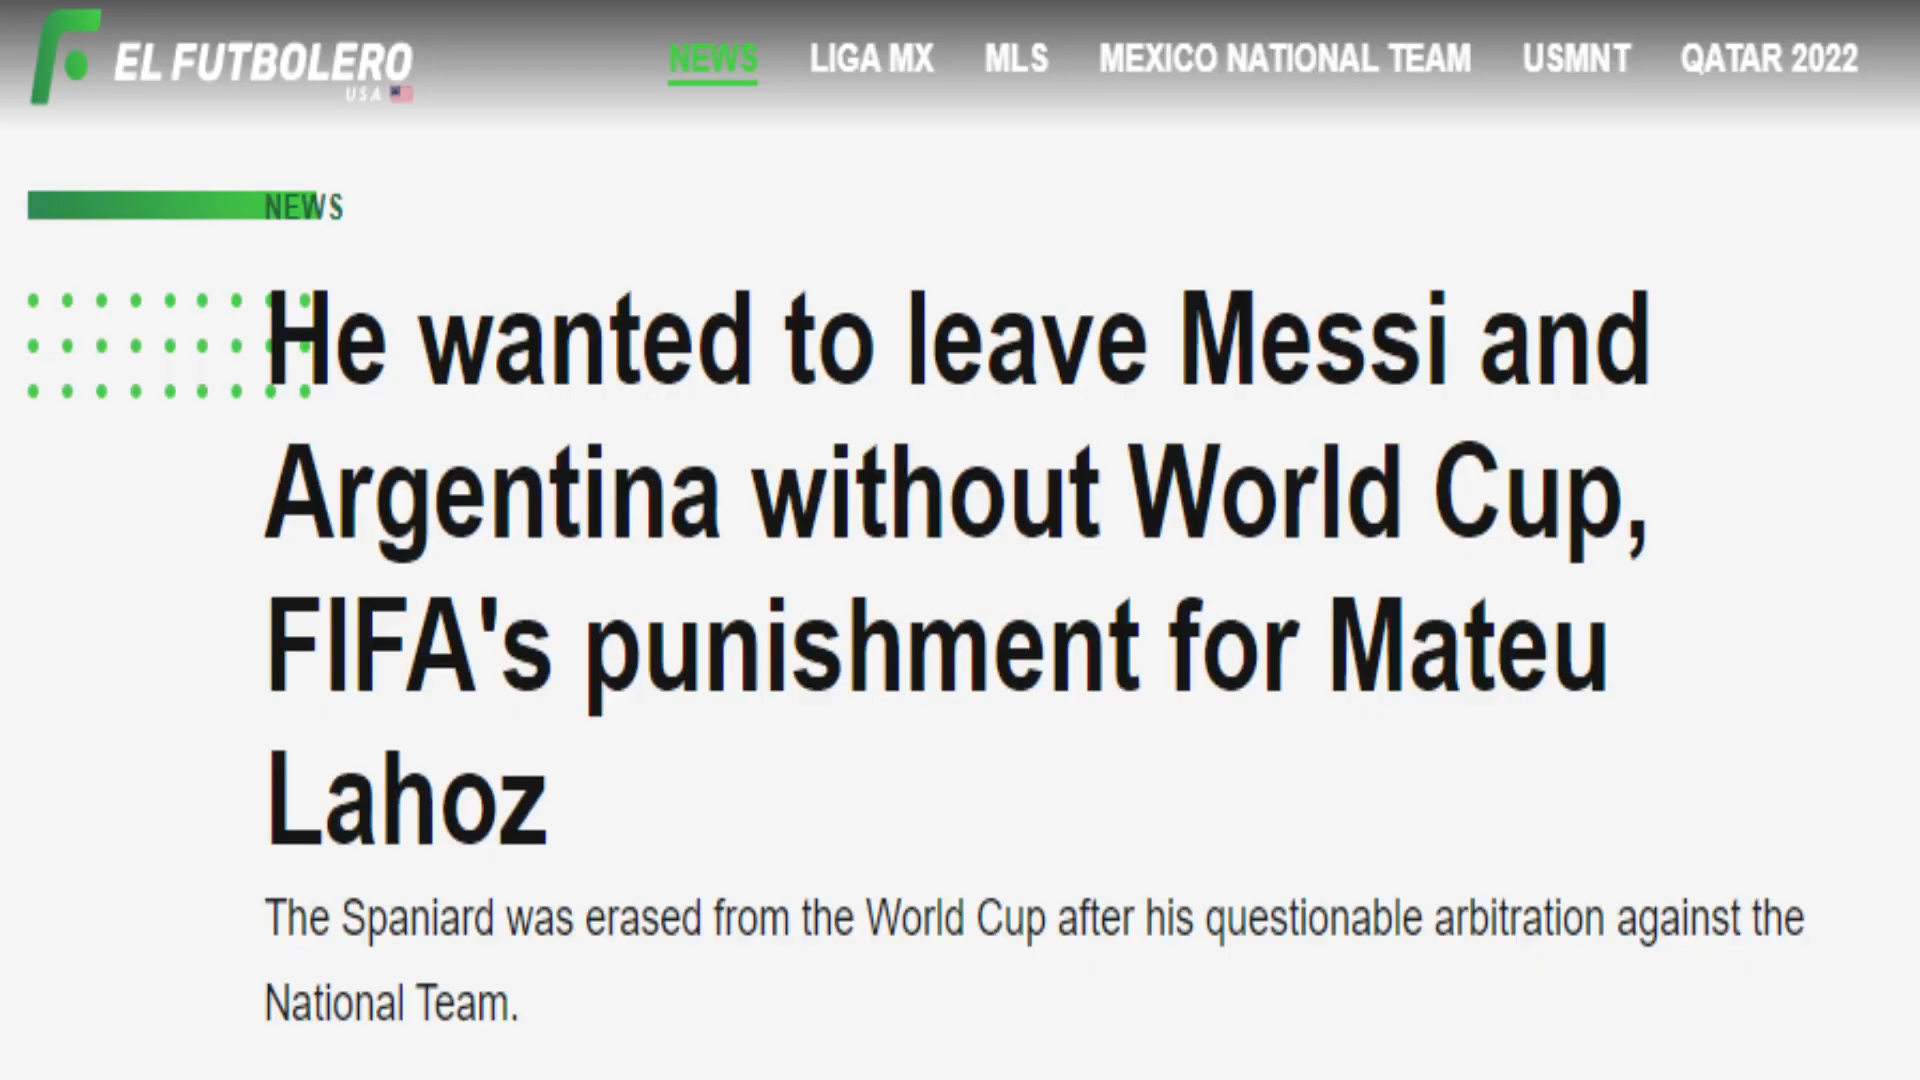 EL FUTBOLERO
USA
NEWS LIGA MX MLS MEXICO NATIONAL TEAM USMNT QATAR 2022
NEWS
He wanted to leave Messi and
Argentina without World Cup,
FIFA's punishment for Mateu
Lahoz
The Spaniard was erased from the World Cup after his questionable arbitration against the
National Team.